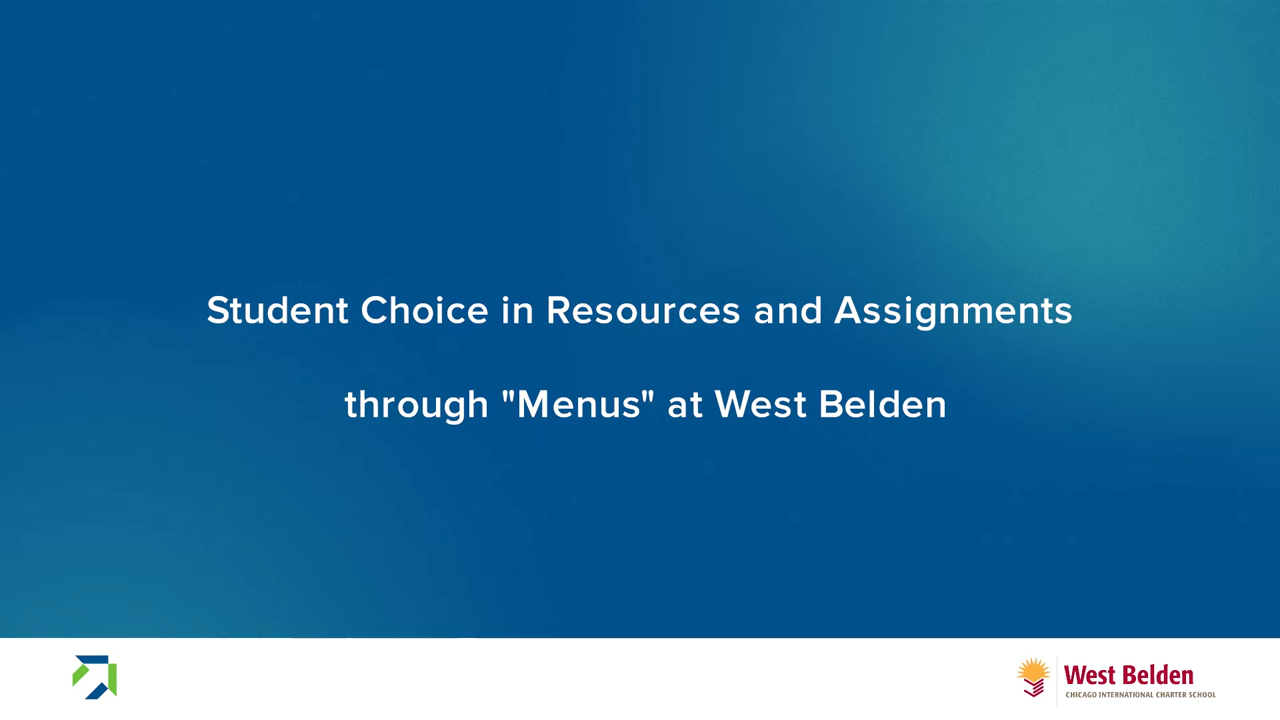 Student Choice in Resources and Assignments
through "Menus" at West Belden
West Belden
CHICAGO INTERNATIONAL CHARTER SCHOOL